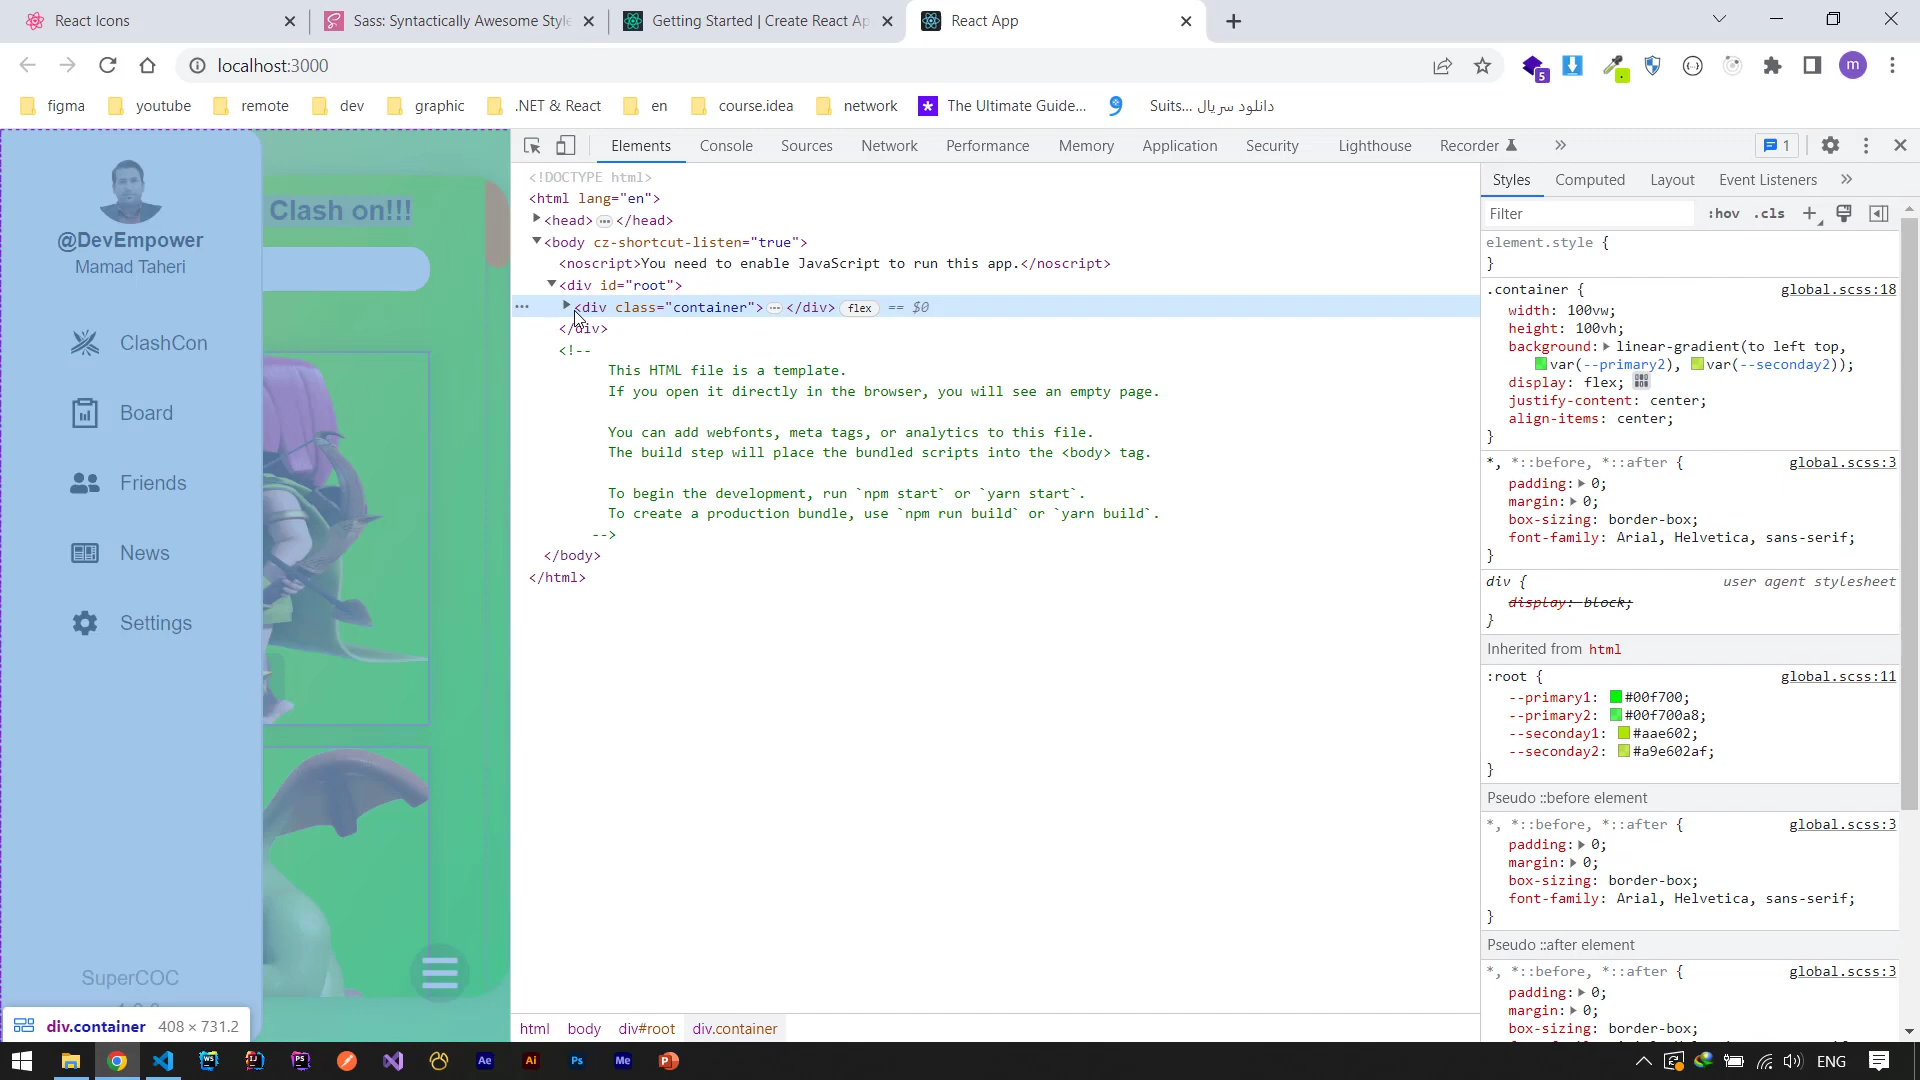 React Icons
Sass: Syntactically Awesome Style
Getting Started | Create React Ap
React App
localhost:3000
5
m
figma
youtube
remote
dev
graphic
.NET & React
en
course.idea
network
The Ultimate Guide...
دانلود سریال ...Suits
Elements
Console
Sources
Network
Performance
Memory
Application
Security
Lighthouse
Recorder
1
@DevEmpower
Mamad Taheri
ClashCon
Board
Friends
News
Settings
SuperCOC
Clash on!!!
div.container 408 × 731.2
<!DOCTYPE html>
<html lang="en">
<head> ⋯ </head>
<body cz-shortcut-listen="true">
<noscript>You need to enable JavaScript to run this app.</noscript>
<div id="root">
<div class="container"> ⋯ </div> flex == $0
</div>
<!--
This HTML file is a template.
If you open it directly in the browser, you will see an empty page.
You can add webfonts, meta tags, or analytics to this file.
The build step will place the bundled scripts into the <body> tag.
To begin the development, run `npm start` or `yarn start`.
To create a production bundle, use `npm run build` or `yarn build`.
-->
</body>
</html>
html body div#root div.container
Styles
Computed
Layout
Event Listeners
Filter
:hov .cls
element.style {
}
.container { global.scss:18
width: 100vw;
height: 100vh;
background: linear-gradient(to left top,
var(--primary2), var(--seconday2));
display: flex;
justify-content: center;
align-items: center;
}
*, *::before, *::after { global.scss:3
padding: 0;
margin: 0;
box-sizing: border-box;
font-family: Arial, Helvetica, sans-serif;
}
div { user agent stylesheet
display: block;
}
Inherited from html
:root { global.scss:11
--primary1: #00f700;
--primary2: #00f700a8;
--seconday1: #aae602;
--seconday2: #a9e602af;
}
Pseudo ::before element
*, *::before, *::after { global.scss:3
padding: 0;
margin: 0;
box-sizing: border-box;
font-family: Arial, Helvetica, sans-serif;
}
Pseudo ::after element
*, *::before, *::after { global.scss:3
padding: 0;
margin: 0;
box-sizing: border-box;
WS
IJ
PS
Ae
Ai
Ps
Me
P
ENG